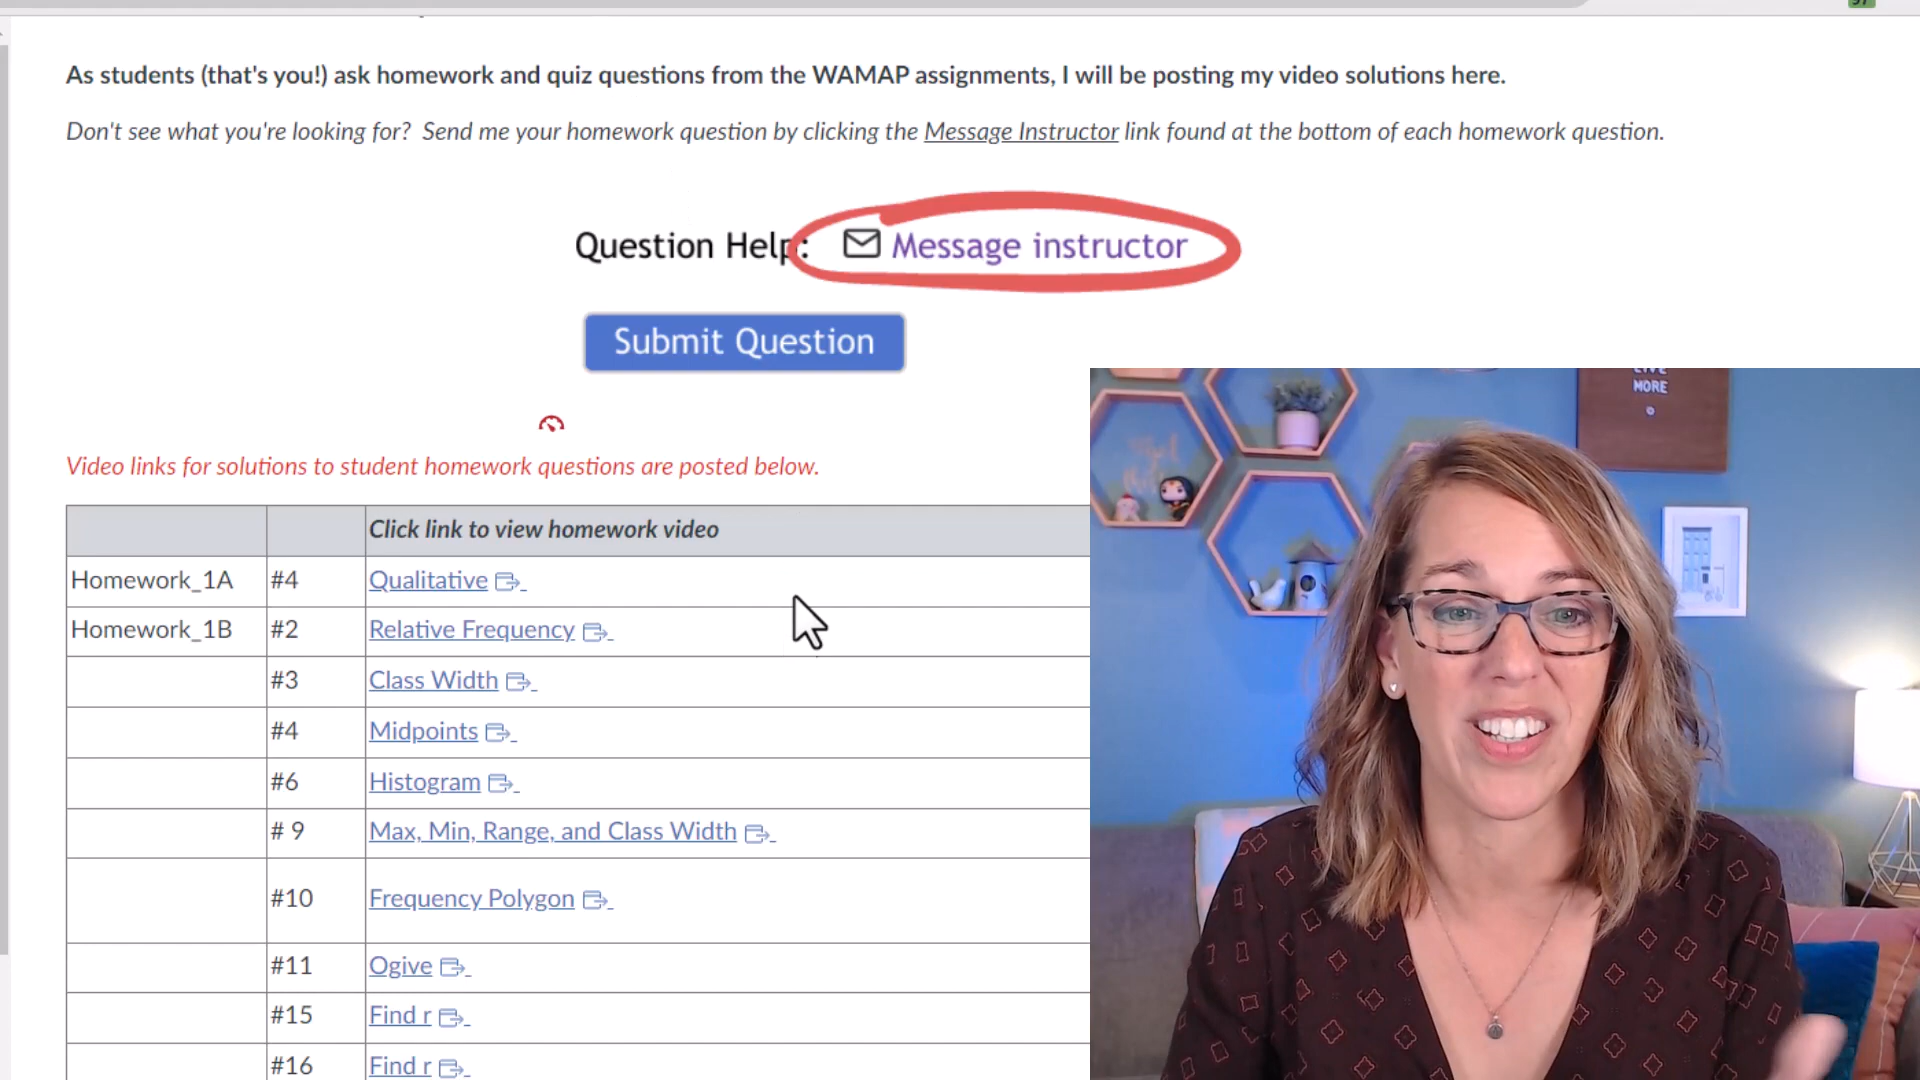 As students (that's you!) ask homework and quiz questions from the WAMAP assignments, I will be posting my video solutions here.
Don't see what you're looking for?  Send me your homework question by clicking the Message Instructor link found at the bottom of each homework question.
Question Help: Message instructor
Submit Question
MORE
Video links for solutions to student homework questions are posted below.
Click link to view homework video
Homework_1A #4 Qualitative
Homework_1B #2 Relative Frequency
#3 Class Width
#4 Midpoints
#6 Histogram
# 9 Max, Min, Range, and Class Width
#10 Frequency Polygon
#11 Ogive
#15 Find r
#16 Find r